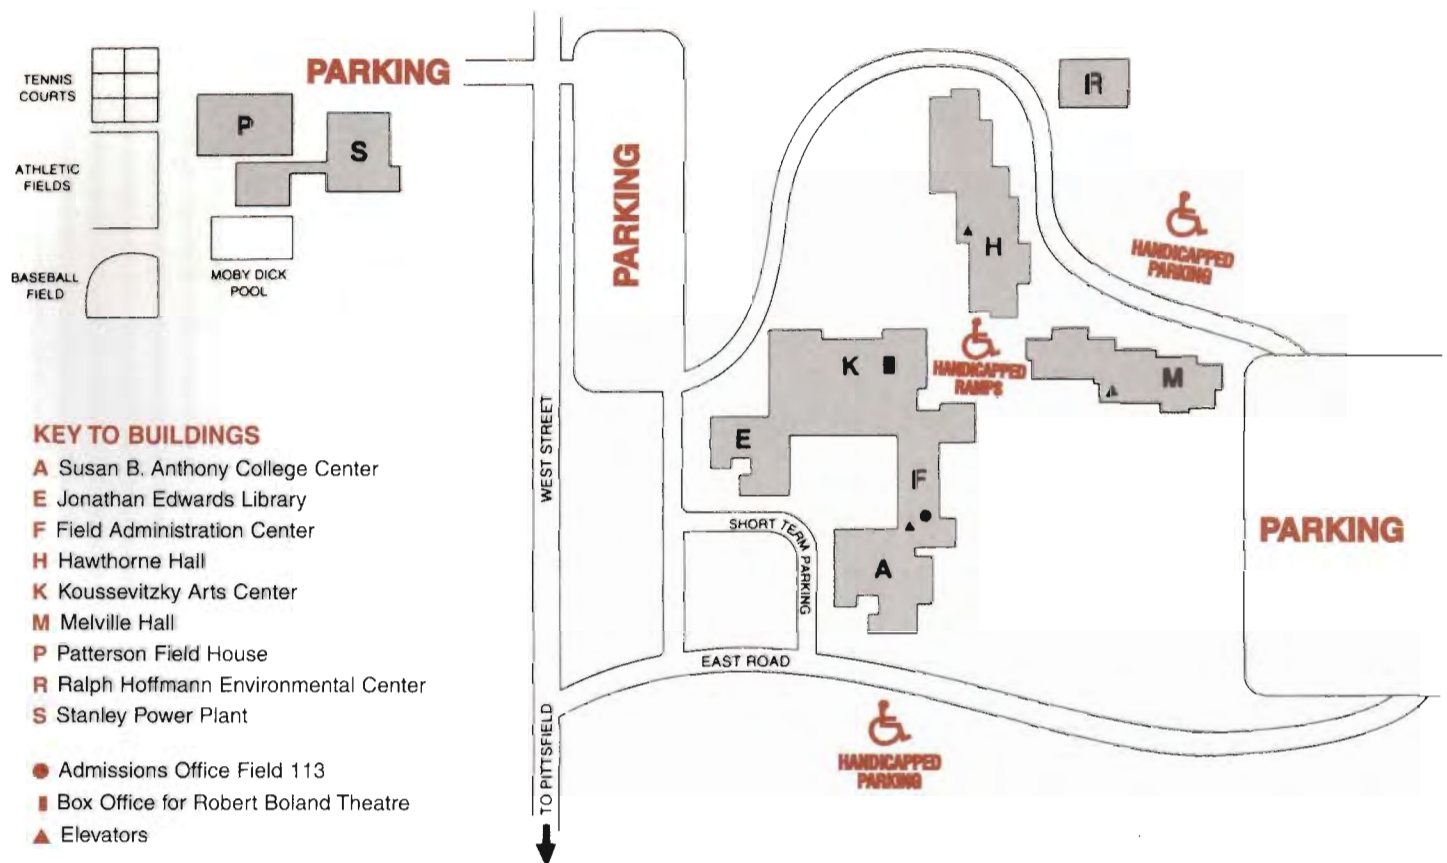 TENNIS
COURTS
PARKING
P
S
ATHLETIC
FIELDS
BASEBALL
FIELD
MOBY DICK
POOL
PARKING
R
H
HANDICAPPED
PARKING
K
HANDICAPPED
RAMPS
M
E
F
A
WEST STREET
SHORT TERM PARKING
EAST ROAD
PARKING
HANDICAPPED
PARKING
TO PITTSFIELD
KEY TO BUILDINGS
A Susan B. Anthony College Center
E Jonathan Edwards Library
F Field Administration Center
H Hawthorne Hall
K Koussevitzky Arts Center
M Melville Hall
P Patterson Field House
R Ralph Hoffmann Environmental Center
S Stanley Power Plant
Admissions Office Field 113
Box Office for Robert Boland Theatre
Elevators